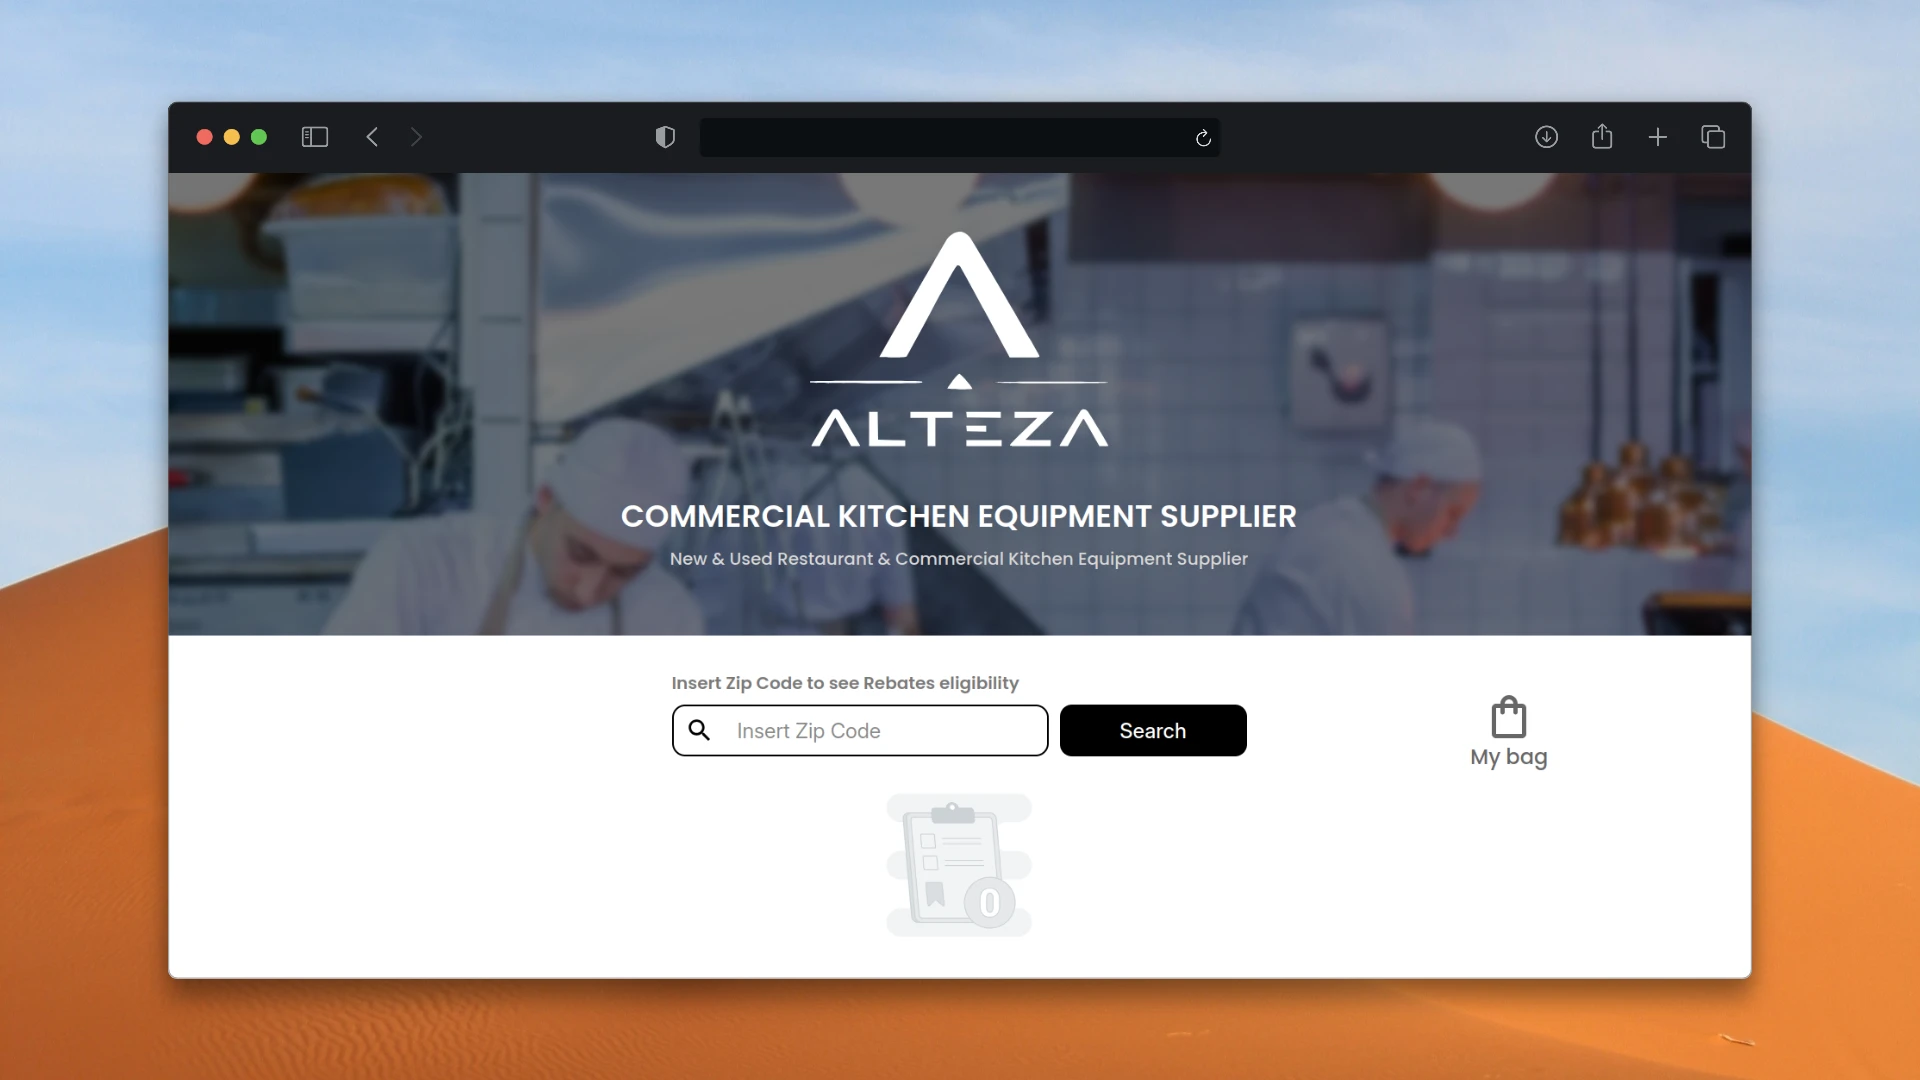 ALTEZA
COMMERCIAL KITCHEN EQUIPMENT SUPPLIER
New & Used Restaurant & Commercial Kitchen Equipment Supplier
Insert Zip Code to see Rebates eligibility
Insert Zip Code
Search
My bag
0